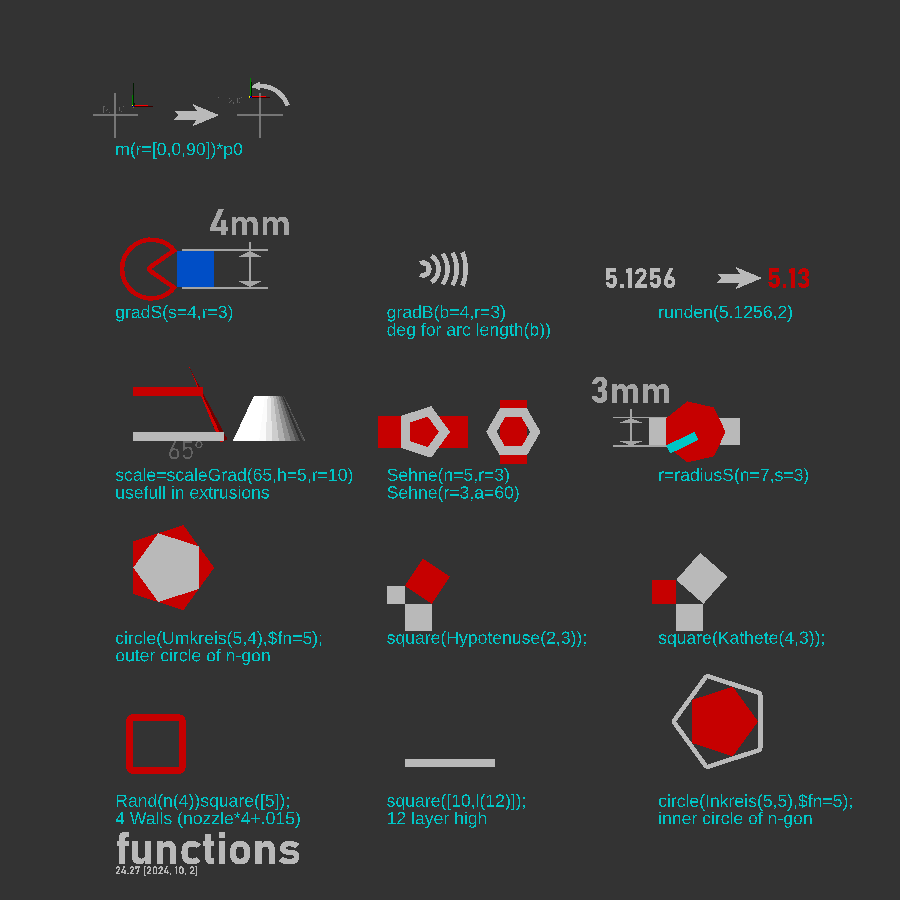 m(r=[0,0,90])*p0
4mm
5.1256
5.13
gradS(s=4,r=3)
gradB(b=4,r=3)
deg for arc length(b))
runden(5.1256,2)
3mm
65°
scale=scaleGrad(65,h=5,r=10)
usefull in extrusions
Sehne(n=5,r=3)
Sehne(r=3,a=60)
r=radiusS(n=7,s=3)
circle(Umkreis(5,4),$fn=5);
outer circle of n-gon
square(Hypotenuse(2,3));
square(Kathete(4,3));
Rand(n(4))square([5]);
4 Walls (nozzle*4+.015)
square([10,l(12)]);
12 layer high
circle(Inkreis(5,5),$fn=5);
inner circle of n-gon
functions
24.27 [2024, 10, 2]